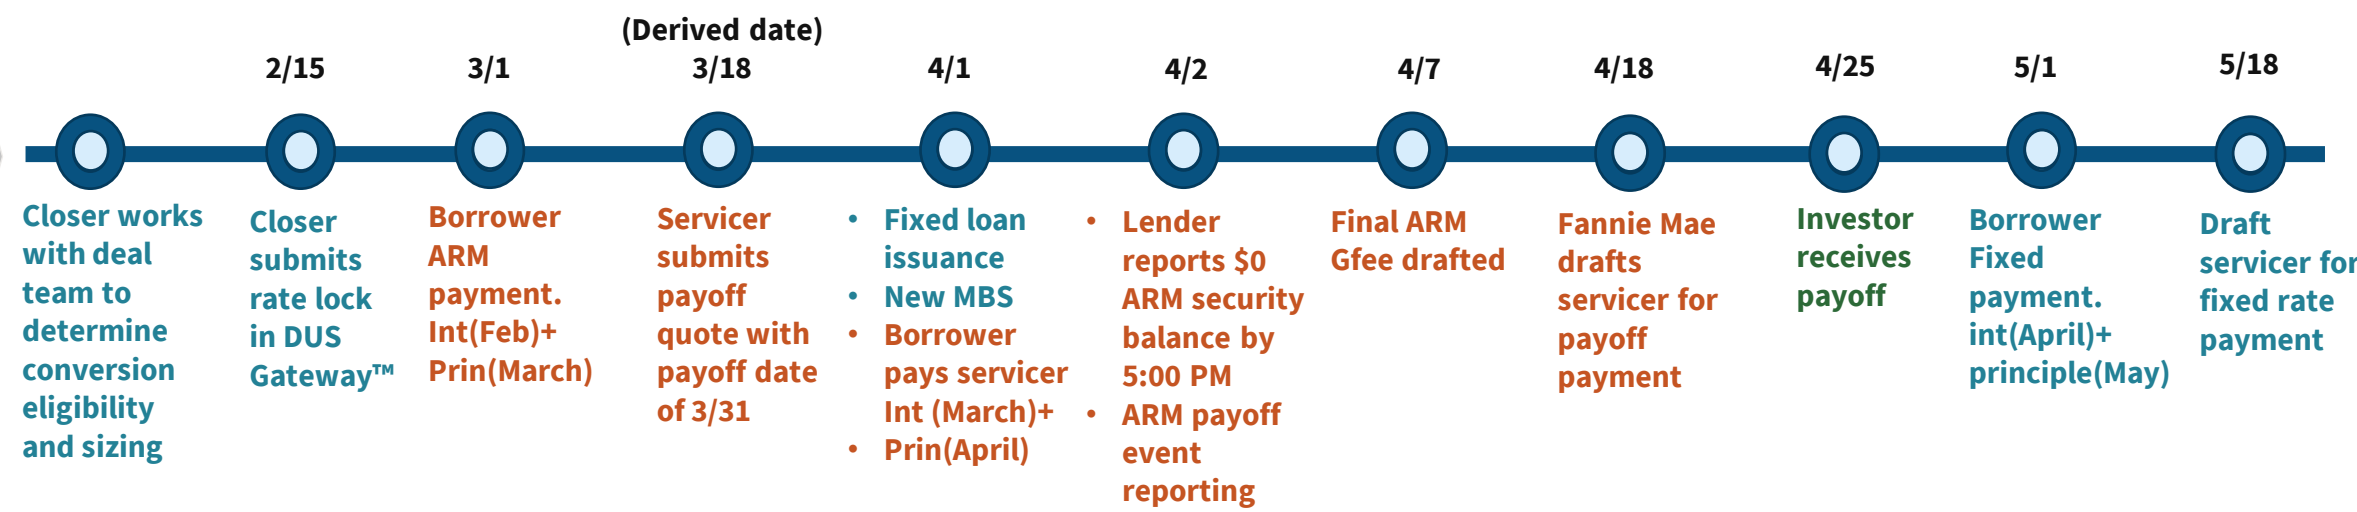 (Derived date)
2/15
3/1
3/18
4/1
4/2
4/7
4/18
4/25
5/1
5/18
Closer works
with deal
team to
determine
conversion
eligibility
and sizing
Closer
submits
rate lock
in DUS
Gateway™
Borrower
ARM
payment.
Int(Feb)+
Prin(March)
Servicer
submits
payoff
quote with
payoff date
of 3/31
• Fixed loan
issuance
• New MBS
• Borrower
pays servicer
Int (March)+
• Prin(April)
• Lender
reports $0
ARM security
balance by
5:00 PM
• ARM payoff
event
reporting
Final ARM
Gfee drafted
Fannie Mae
drafts
servicer for
payoff
payment
Investor
receives
payoff
Borrower
Fixed
payment.
int(April)+
principle(May)
Draft
servicer for
fixed rate
payment